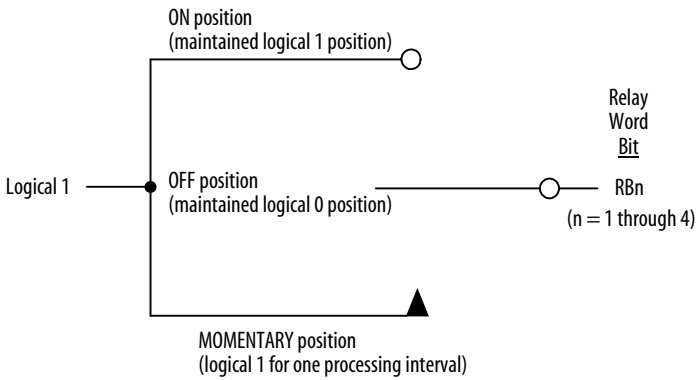 ON position
(maintained logical 1 position)
Relay
Word
Bit
Logical 1
OFF position
(maintained logical 0 position)
RBn
(n = 1 through 4)
MOMENTARY position
(logical 1 for one processing interval)